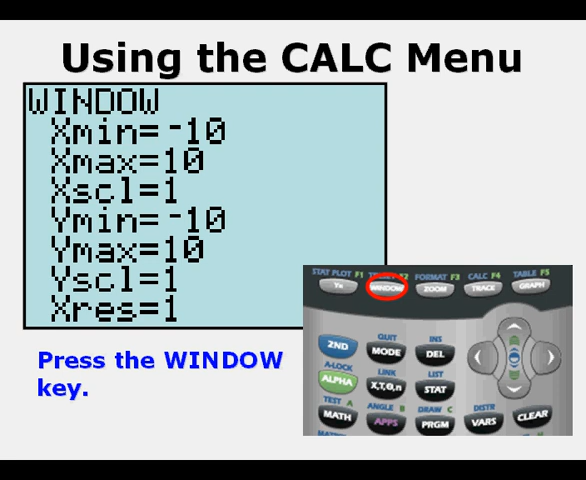 Using the CALC Menu
WINDOW
Xmin=-10
Xmax=10
Xscl=1
Ymin=-10
Ymax=10
Yscl=1
Xres=1
Press the WINDOW
key.
STAT PLOT F1 F2 FORMAT F3 CALC F4 TABLE F5
Y= WINDOW ZOOM TRACE GRAPH
QUIT INS
2ND MODE DEL
A-LOCK LINK LIST
ALPHA X,T,θ,n STAT
TEST A ANGLE B DRAW C DISTR
MATH APPS PRGM VARS CLEAR